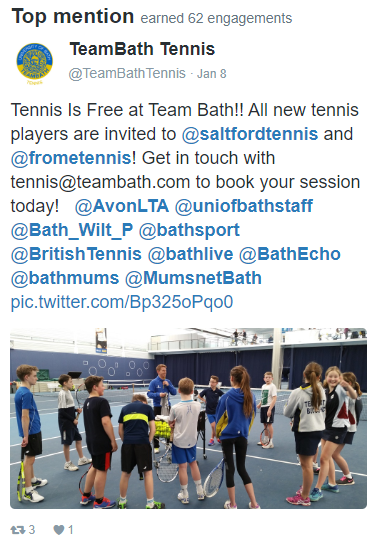 Top mention earned 62 engagements
TeamBath Tennis
@TeamBathTennis · Jan 8
Tennis Is Free at Team Bath!! All new tennis
players are invited to @saltfordtennis and
@frometennis! Get in touch with
tennis@teambath.com to book your session
today! @AvonLTA @uniofbathstaff
@Bath_Wilt_P @bathsport
@BritishTennis @bathlive @BathEcho
@bathmums @MumsnetBath
pic.twitter.com/Bp325oPqo0
3 1